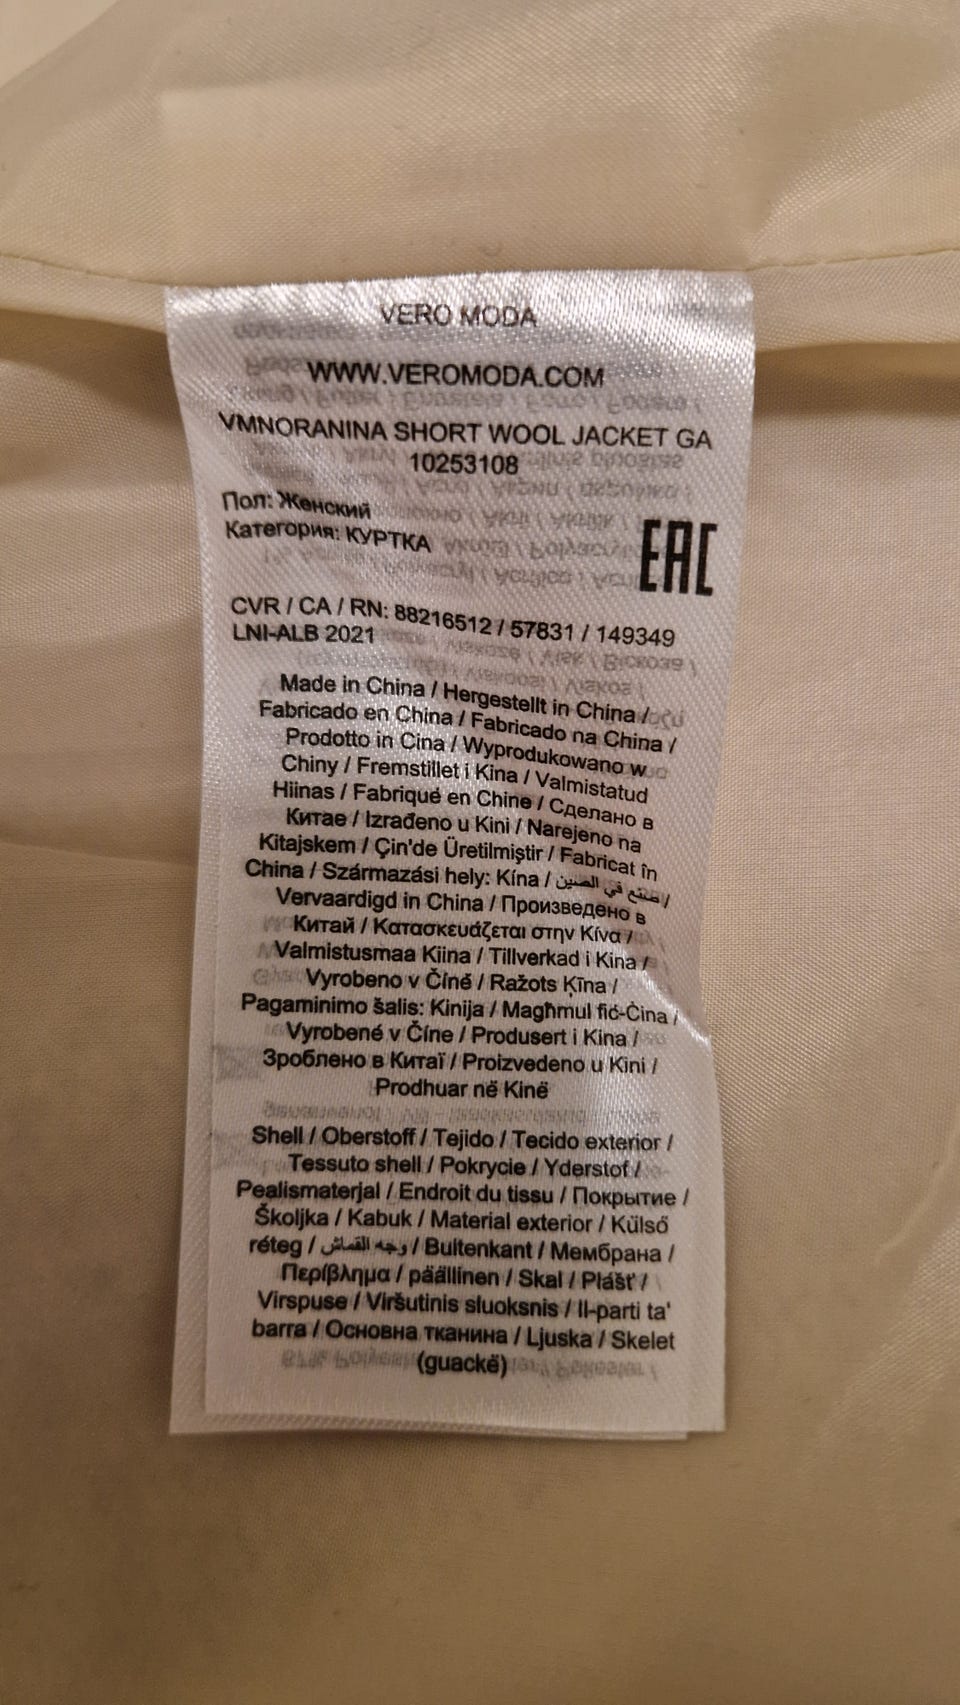 VERO MODA
WWW.VEROMODA.COM
VMNORANINA SHORT WOOL JACKET GA
10253108
Пол: Женский
Категория: КУРТКА
EAC
CVR / CA / RN: 88216512 / 57831 / 149349
LNI-ALB 2021
Made in China / Hergestellt in China /
Fabricado en China / Fabricado na China /
Prodotto in Cina / Wyprodukowano w
Chiny / Fremstillet i Kina / Valmistatud
Hiinas / Fabriqué en Chine / Сделано в
Китае / Izrađeno u Kini / Narejeno na
Kitajskem / Çin'de Üretilmiştir / Fabricat în
China / Származási hely: Kína / صنع في الصين /
Vervaardigd in China / Произведено в
Китай / Κατασκευάζεται στην Κίνα /
Valmistusmaa Kiina / Tillverkad i Kina /
Vyrobeno v Číně / Ražots Ķīna /
Pagaminimo šalis: Kinija / Magħmul fiċ-Ċina /
Vyrobené v Číne / Produsert i Kina /
Зроблено в Китаї / Proizvedeno u Kini /
Prodhuar në Kinë
Shell / Oberstoff / Tejido / Tecido exterior /
Tessuto shell / Pokrycie / Yderstof /
Pealismaterjal / Endroit du tissu / Покрытие /
Školjka / Kabuk / Material exterior / Külső
réteg / وجه القماش / Buitenkant / Мембрана /
Περίβλημα / päällinen / Skal / Plášť /
Virspuse / Viršutinis sluoksnis / Il-parti ta'
barra / Основна тканина / Ljuska / Skelet
(guackë)